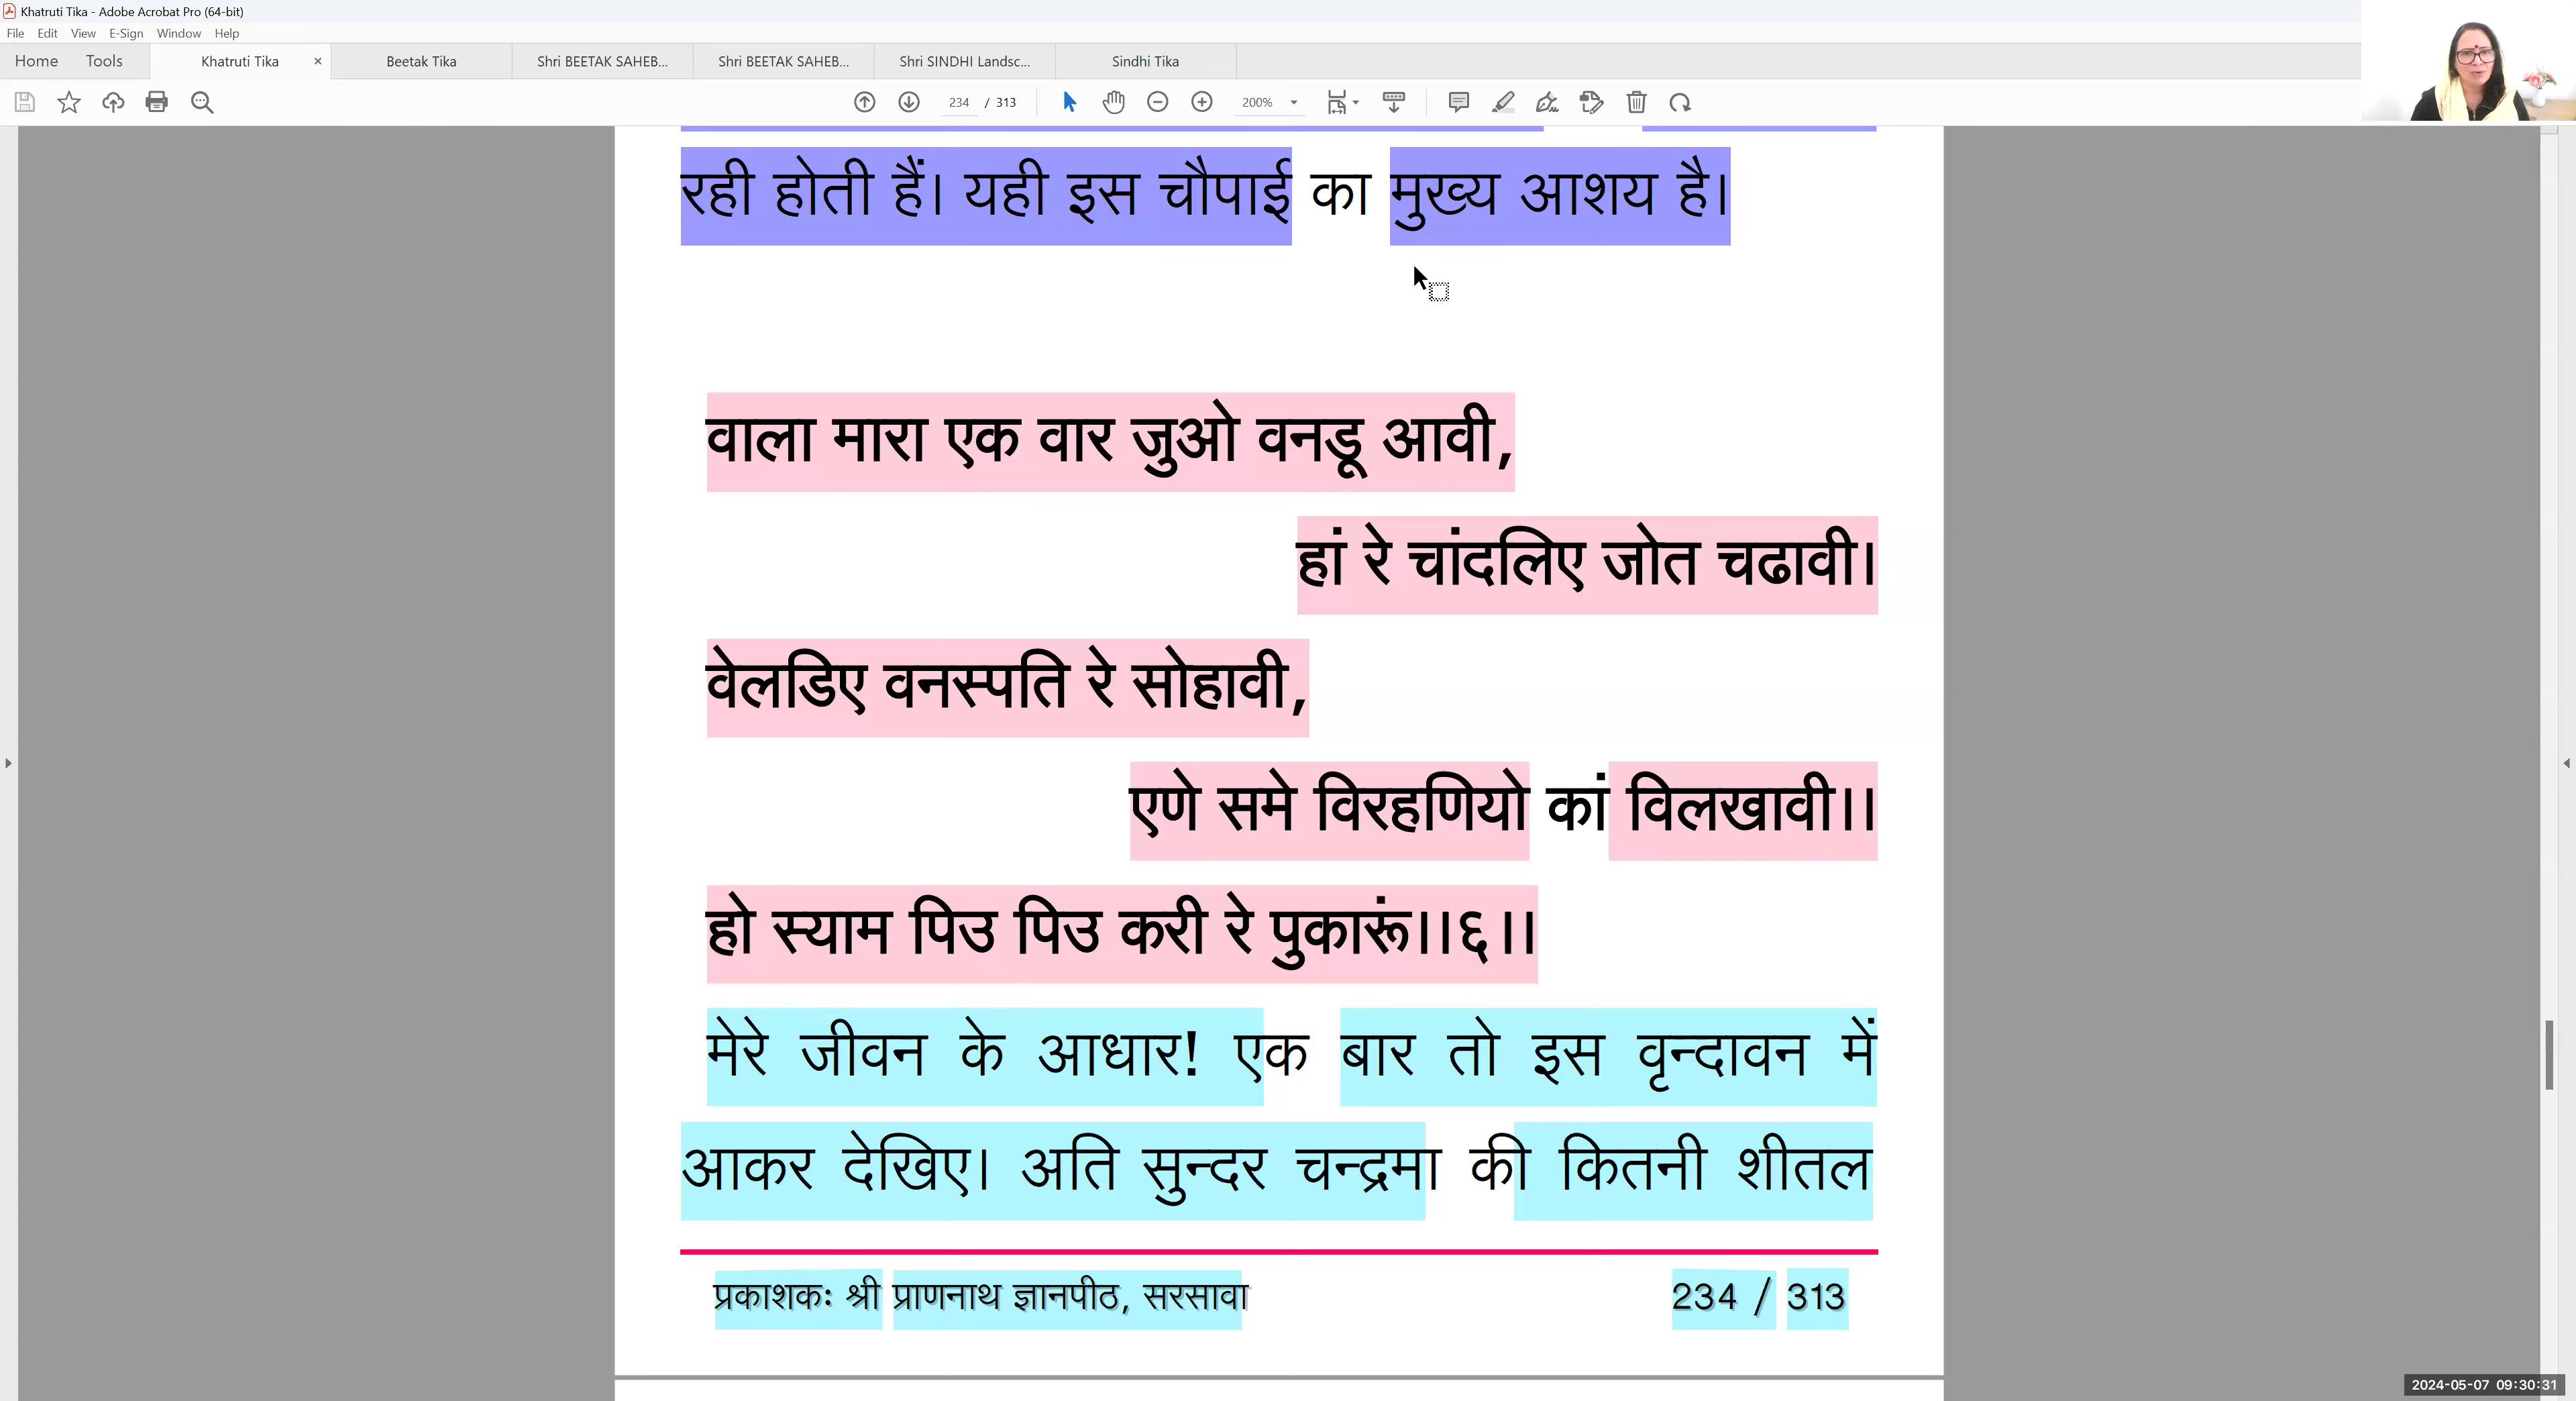 Khatruti Tika - Adobe Acrobat Pro (64-bit)
File Edit View E-Sign Window Help
Home Tools Khatruti Tika × Beetak Tika Shri BEETAK SAHEB... Shri BEETAK SAHEB... Shri SINDHI Landsc... Sindhi Tika
234 / 313 200%
रही होती हैं। यही इस चौपाई का मुख्य आशय है।
वाला मारा एक वार जुओ वनडू आवी,
हां रे चांदलिए जोत चढावी।
वेलडिए वनस्पति रे सोहावी,
एणे समे विरहणियो कां विलखावी।।
हो स्याम पिउ पिउ करी रे पुकारूं।।६।।
मेरे जीवन के आधार! एक बार तो इस वृन्दावन में
आकर देखिए। अति सुन्दर चन्द्रमा की कितनी शीतल
प्रकाशकः श्री प्राणनाथ ज्ञानपीठ, सरसावा 234 / 313
2024-05-07 09:30:31